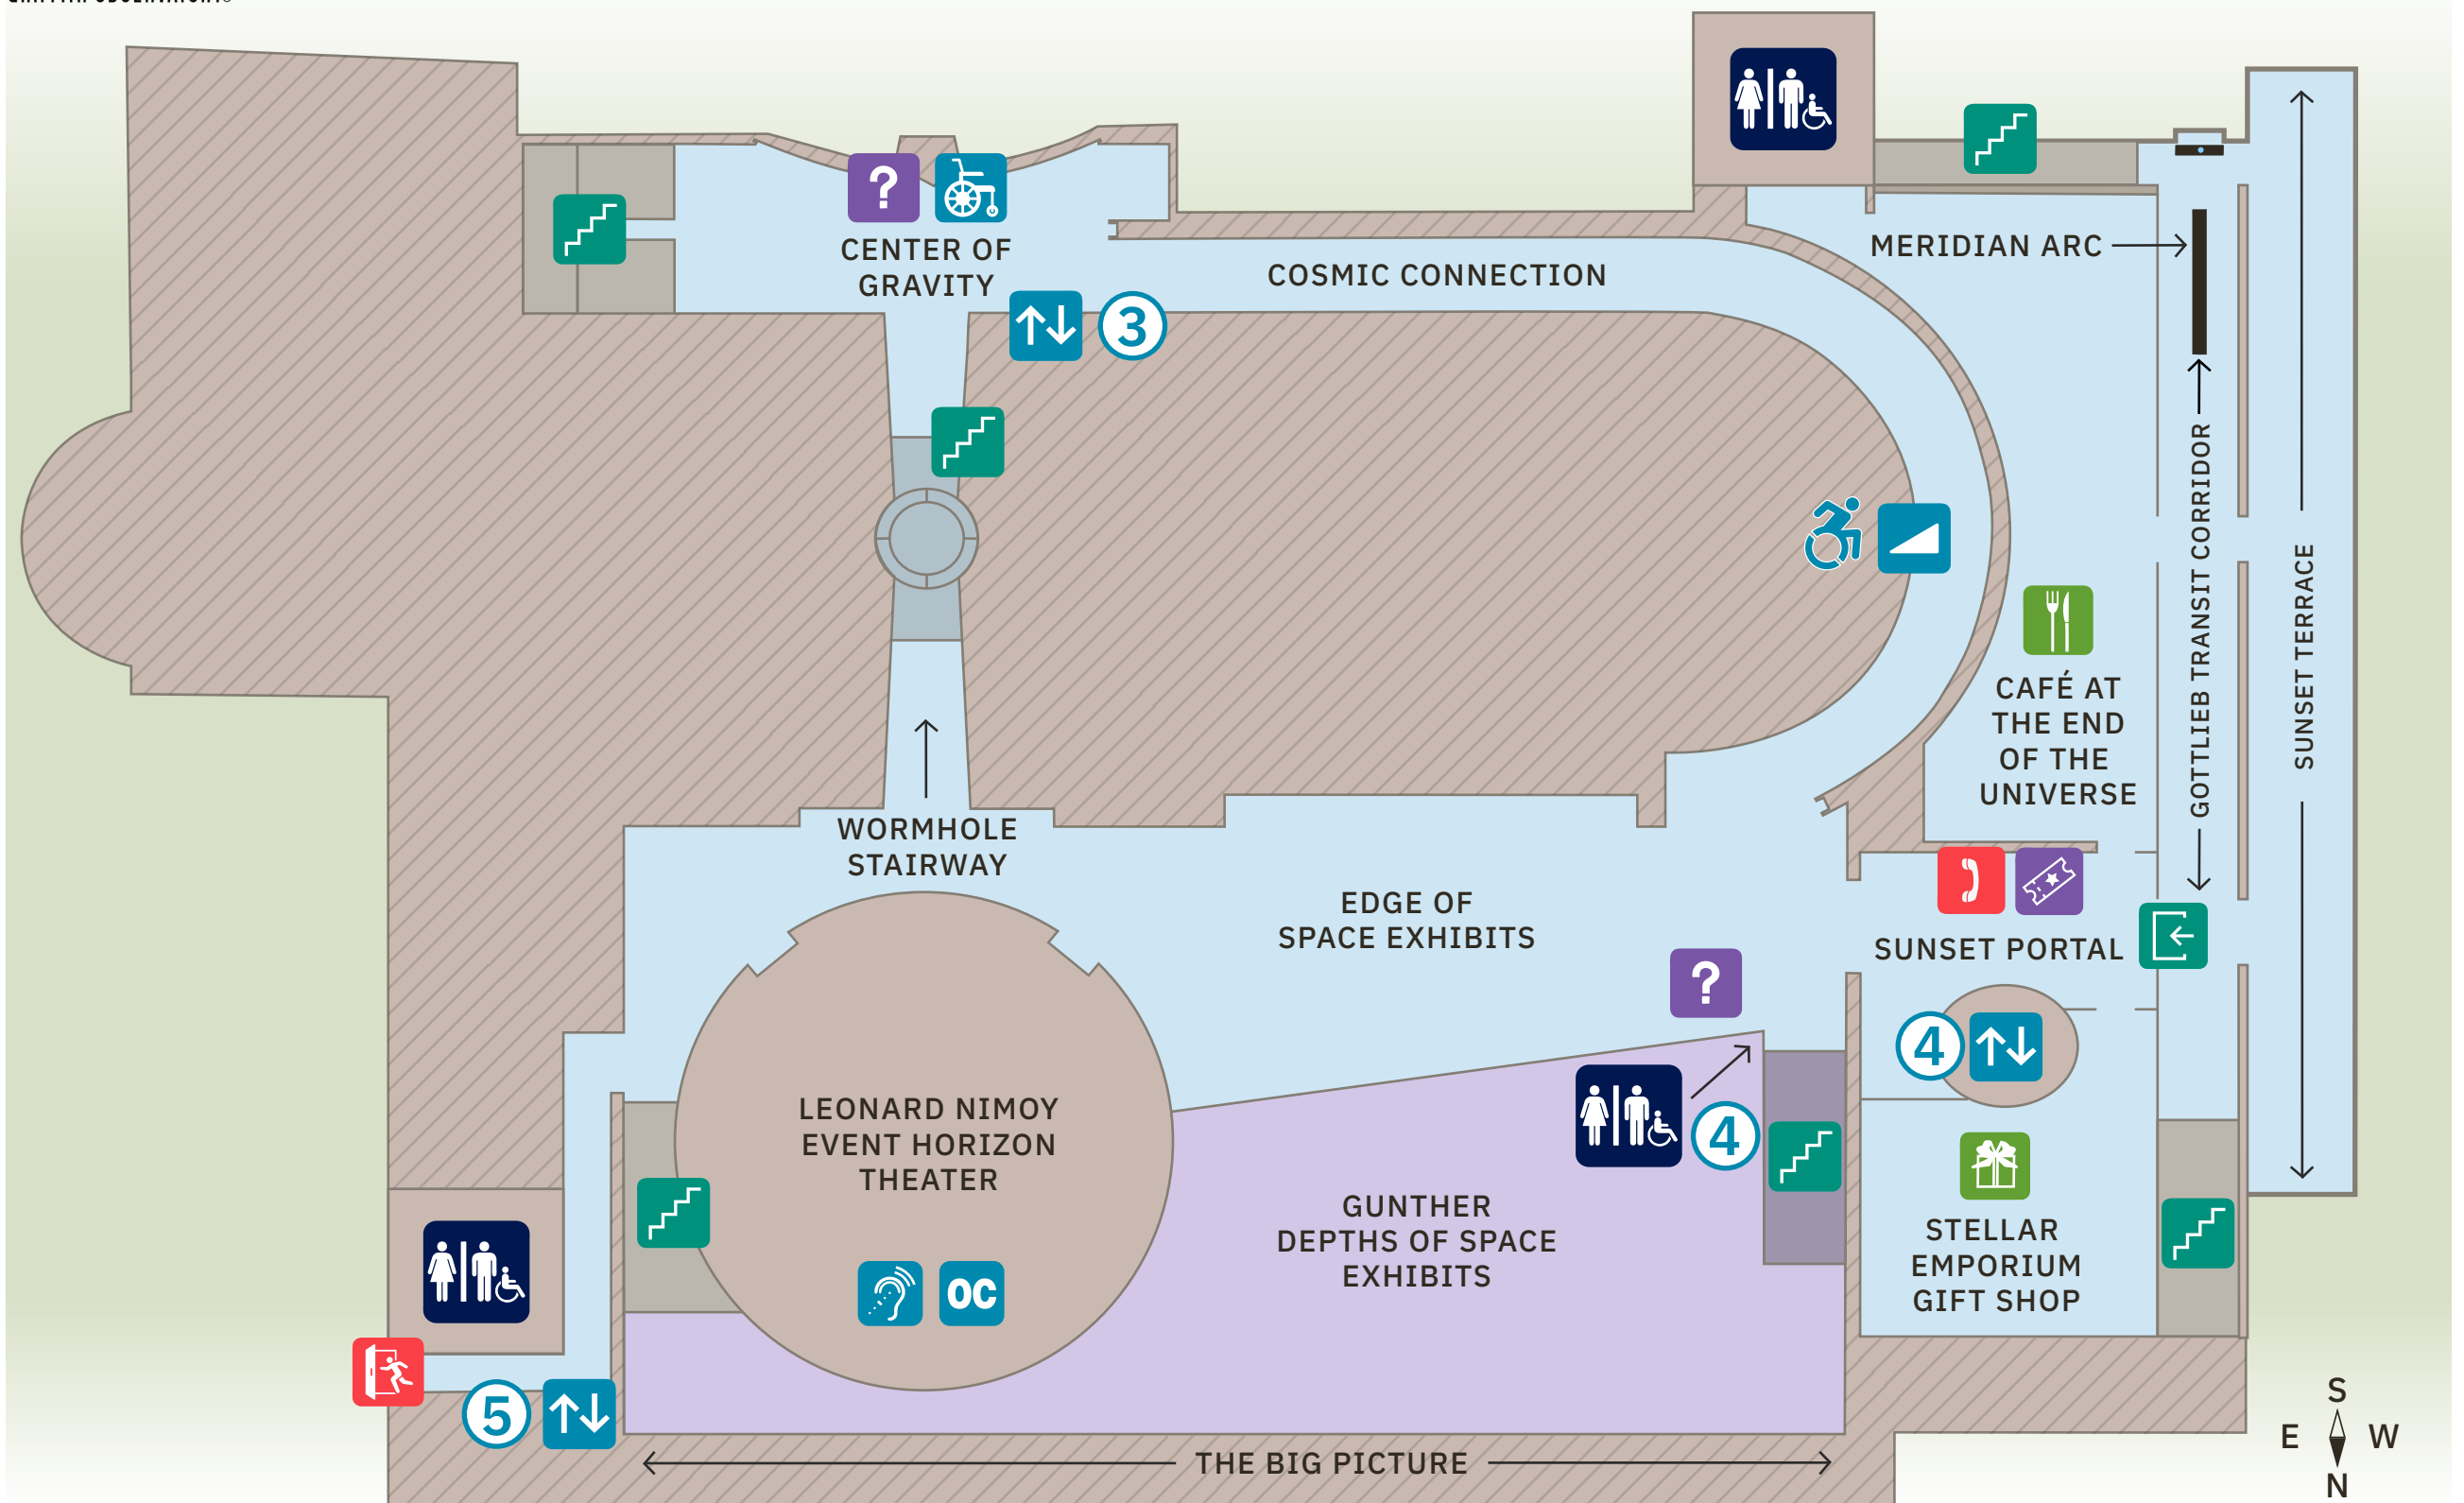 CENTER OF
GRAVITY
3
COSMIC CONNECTION
MERIDIAN ARC
GOTTLIEB TRANSIT CORRIDOR
SUNSET TERRACE
CAFÉ AT
THE END
OF THE
UNIVERSE
WORMHOLE
STAIRWAY
EDGE OF
SPACE EXHIBITS
SUNSET PORTAL
4
LEONARD NIMOY
EVENT HORIZON
THEATER
OC
4
GUNTHER
DEPTHS OF SPACE
EXHIBITS
STELLAR
EMPORIUM
GIFT SHOP
5
THE BIG PICTURE
S
E W
N
?
?